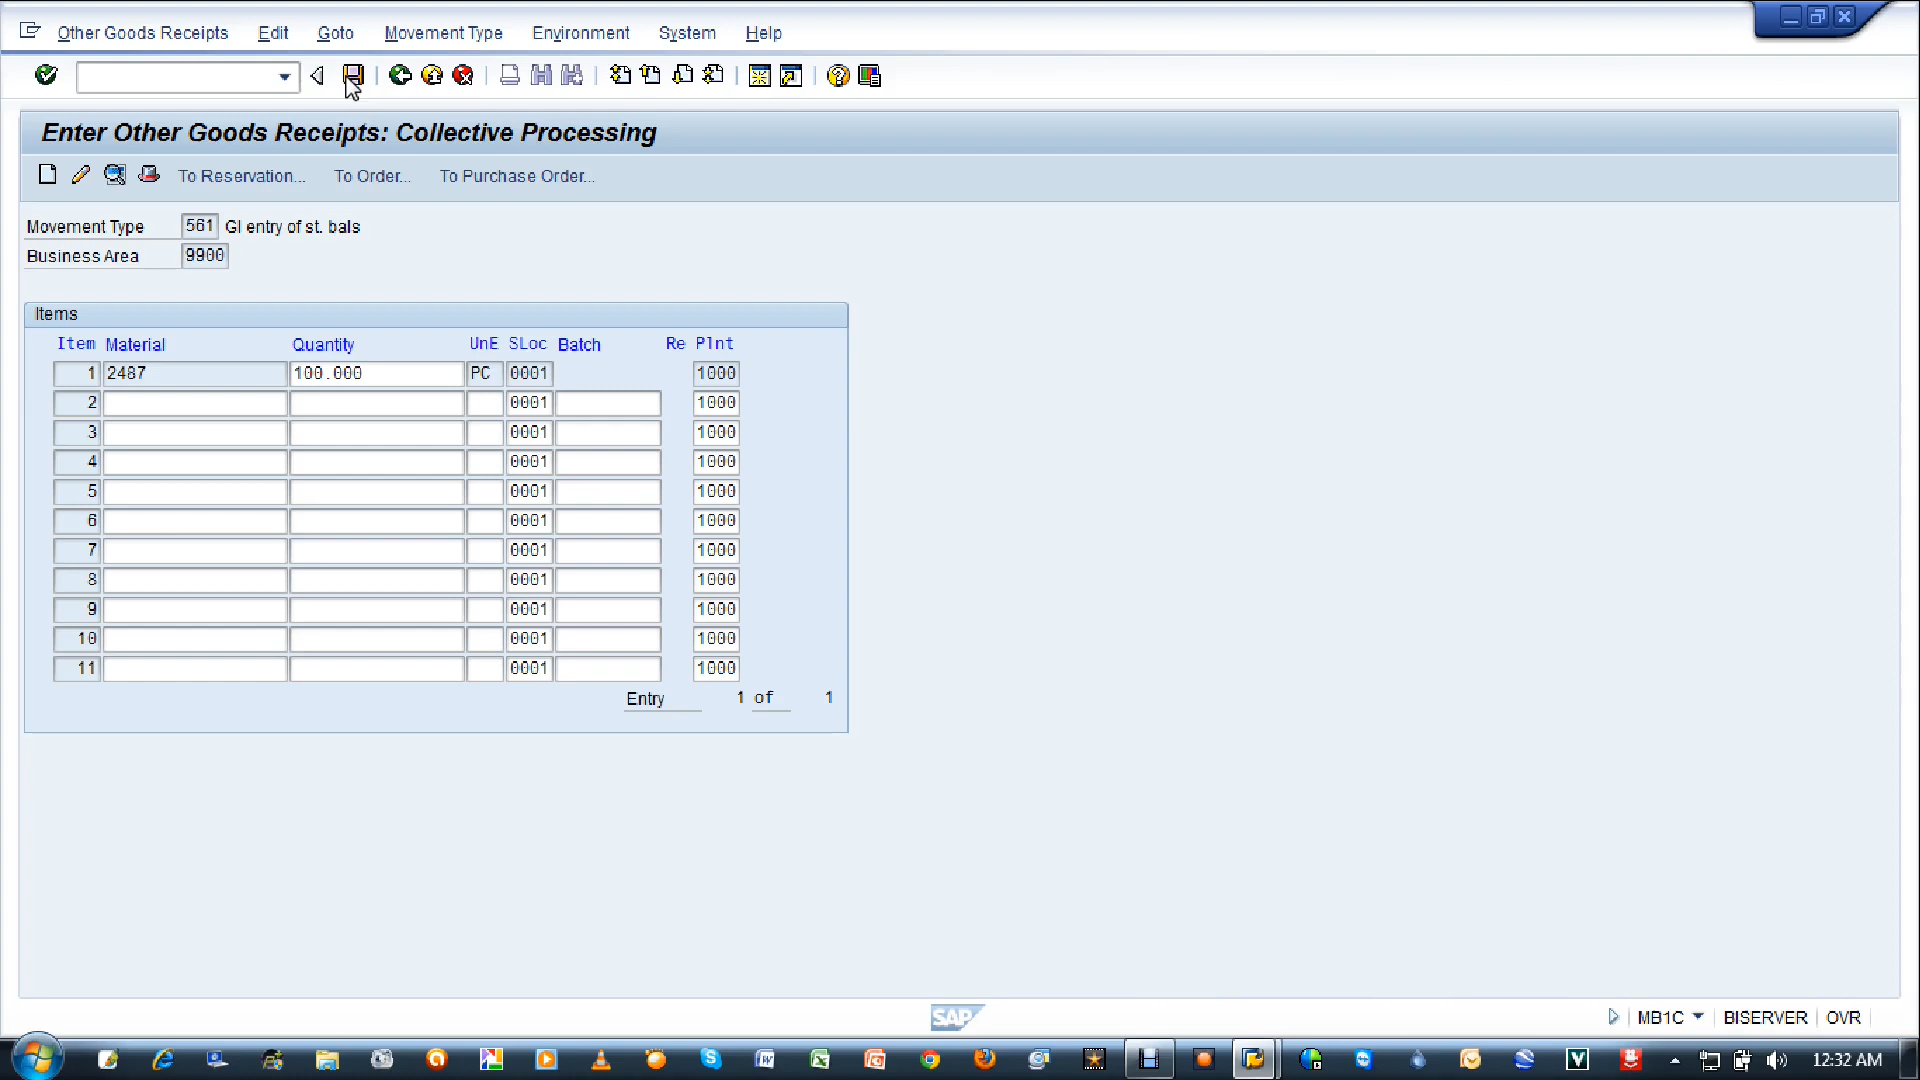 Other Goods Receipts Edit Goto Movement Type Environment System Help
Enter Other Goods Receipts: Collective Processing
To Reservation... To Order... To Purchase Order...
Movement Type 561 GI entry of st. bals
Business Area 9900
Items
Item Material Quantity UnE SLoc Batch Re Plnt
1 2487 100.000 PC 0001 1000
2 0001 1000
3 0001 1000
4 0001 1000
5 0001 1000
6 0001 1000
7 0001 1000
8 0001 1000
9 0001 1000
10 0001 1000
11 0001 1000
Entry 1 of 1
SAP
MB1C BISERVER OVR
12:32 AM